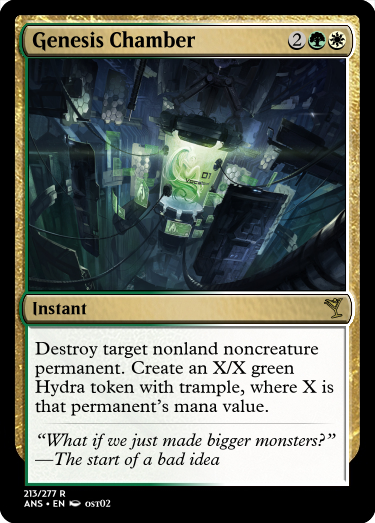 Genesis Chamber 2
Instant
Destroy target nonland noncreature
permanent. Create an X/X green
Hydra token with trample, where X is
that permanent's mana value.
“What if we just made bigger monsters?”
—The start of a bad idea
213/277 R
ANS • EN ost02